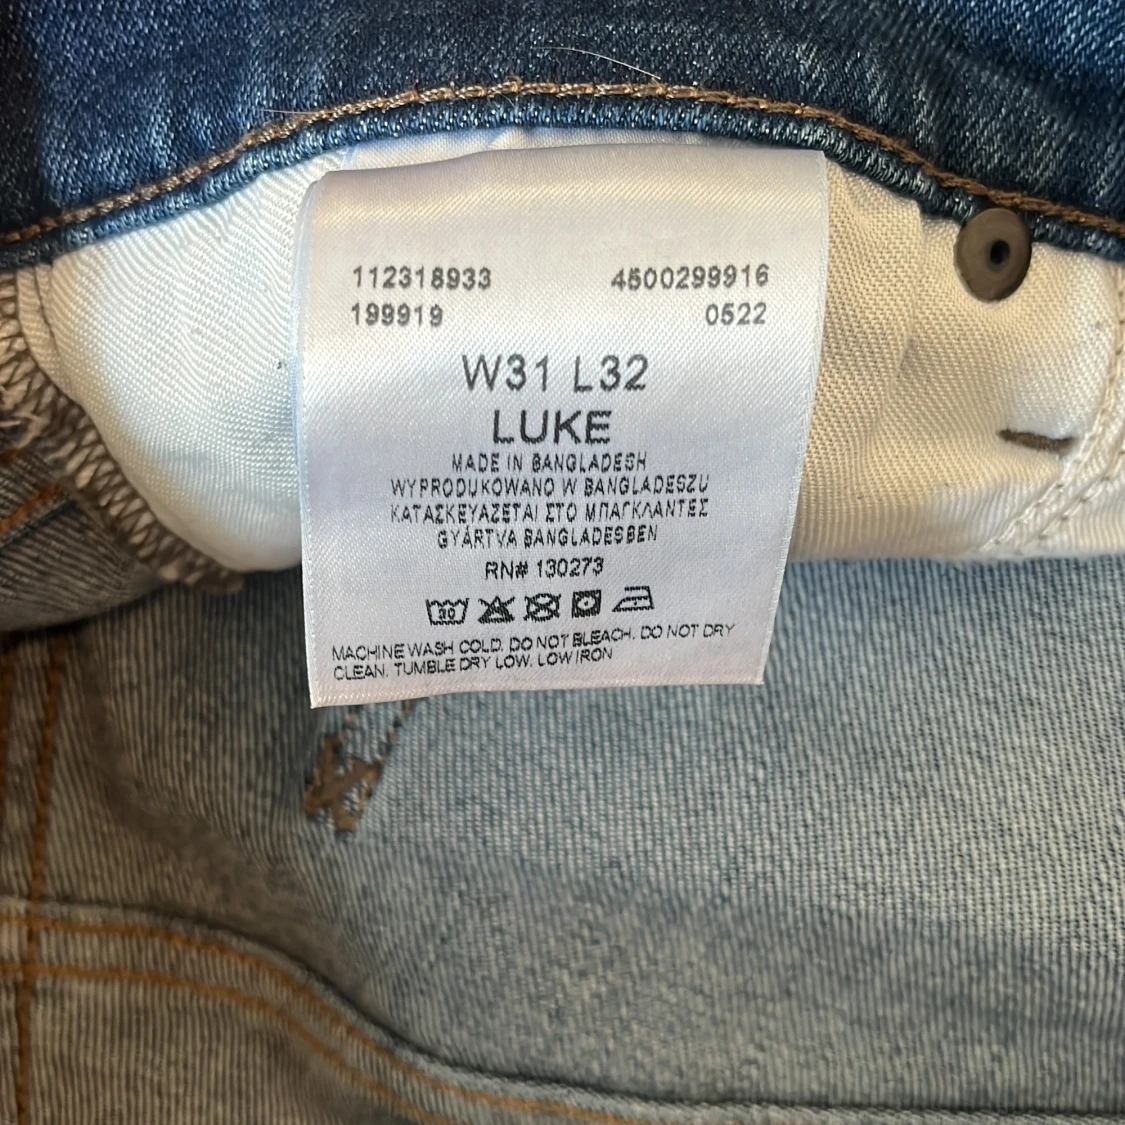 112318933 4500299916
199919 0522
W31 L32
LUKE
MADE IN BANGLADESH
WYPRODUKOWANO W BANGLADESZU
ΚΑΤΑΣΚΕΥΑΖΕΤΑΙ ΣΤΟ ΜΠΑΓΚΛΑΝΤΕΣ
GYÁRTVA BANGLADESBEN
RN# 130273
30
MACHINE WASH COLD. DO NOT BLEACH. DO NOT DRY
CLEAN. TUMBLE DRY LOW. LOW IRON